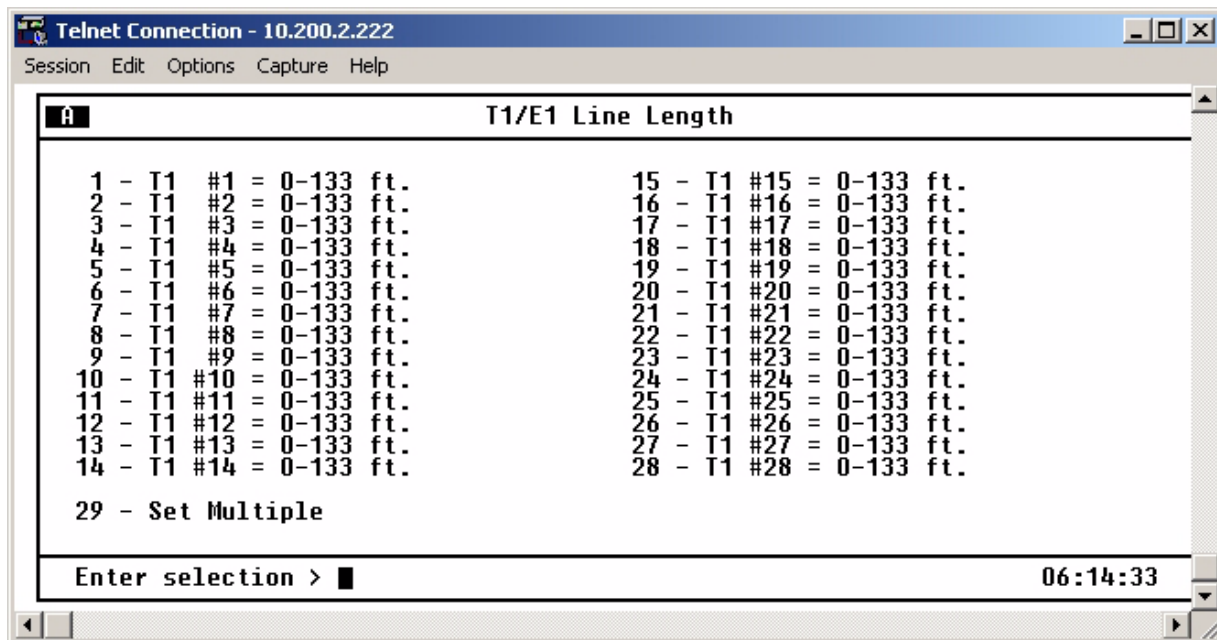 Telnet Connection - 10.200.2.222
Session Edit Options Capture Help
A T1/E1 Line Length
1 - T1 #1 = 0-133 ft.
2 - T1 #2 = 0-133 ft.
3 - T1 #3 = 0-133 ft.
4 - T1 #4 = 0-133 ft.
5 - T1 #5 = 0-133 ft.
6 - T1 #6 = 0-133 ft.
7 - T1 #7 = 0-133 ft.
8 - T1 #8 = 0-133 ft.
9 - T1 #9 = 0-133 ft.
10 - T1 #10 = 0-133 ft.
11 - T1 #11 = 0-133 ft.
12 - T1 #12 = 0-133 ft.
13 - T1 #13 = 0-133 ft.
14 - T1 #14 = 0-133 ft.
15 - T1 #15 = 0-133 ft.
16 - T1 #16 = 0-133 ft.
17 - T1 #17 = 0-133 ft.
18 - T1 #18 = 0-133 ft.
19 - T1 #19 = 0-133 ft.
20 - T1 #20 = 0-133 ft.
21 - T1 #21 = 0-133 ft.
22 - T1 #22 = 0-133 ft.
23 - T1 #23 = 0-133 ft.
24 - T1 #24 = 0-133 ft.
25 - T1 #25 = 0-133 ft.
26 - T1 #26 = 0-133 ft.
27 - T1 #27 = 0-133 ft.
28 - T1 #28 = 0-133 ft.
29 - Set Multiple
Enter selection > 06:14:33